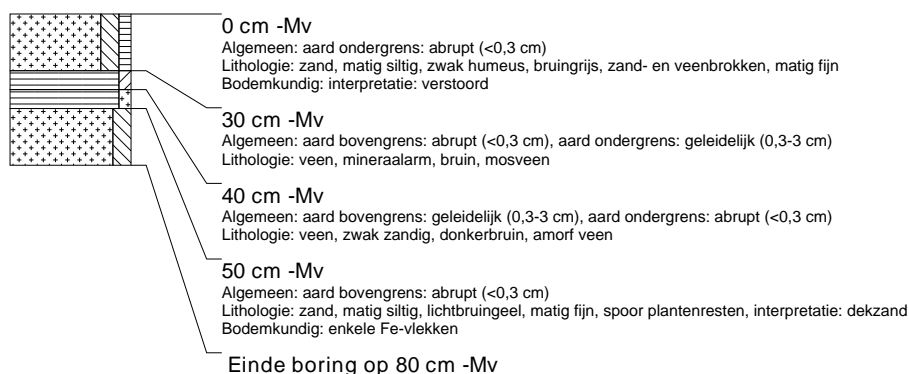 0 cm -Mv
Algemeen: aard ondergrens: abrupt (<0,3 cm)
Lithologie: zand, matig siltig, zwak humeus, bruingrijs, zand- en veenbrokken, matig fijn
Bodemkundig: interpretatie: verstoord
30 cm -Mv
Algemeen: aard bovengrens: abrupt (<0,3 cm), aard ondergrens: geleidelijk (0,3-3 cm)
Lithologie: veen, mineraalarm, bruin, mosveen
40 cm -Mv
Algemeen: aard bovengrens: geleidelijk (0,3-3 cm), aard ondergrens: abrupt (<0,3 cm)
Lithologie: veen, zwak zandig, donkerbruin, amorf veen
50 cm -Mv
Algemeen: aard bovengrens: abrupt (<0,3 cm)
Lithologie: zand, matig siltig, lichtbruingeel, matig fijn, spoor plantenresten, interpretatie: dekzand
Bodemkundig: enkele Fe-vlekken
Einde boring op 80 cm -Mv